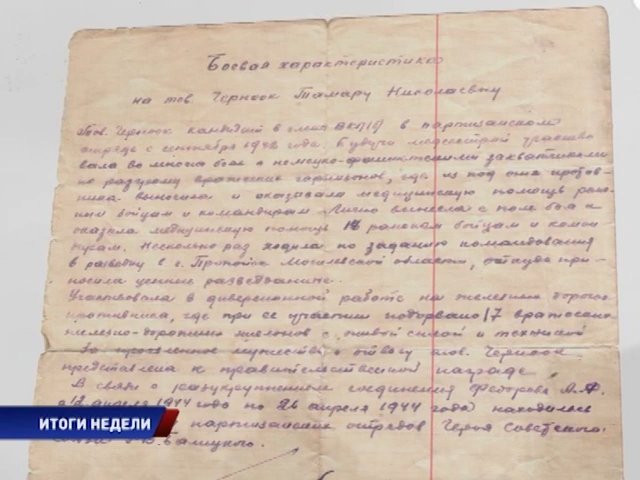 Боевая характеристика
на тов. Черноок Тамару Николаевну
Тов. Черноок кандидат в члены ВКП(б) в партизанском
отряде с сентября 194 года. Будучи медсестрой участво
вала во многих боях с немецко-фашистскими захватчиками
по разгрому вражеских гарнизонов, где из под огня против-
ника выносила и оказывала медицинскую помощь ране-
ным бойцам и командирам. Лично вынесла с поля боя и
оказала медицинскую помощь раненым бойцам и коман
дирам. Несколько раз ходила по заданию командования
в разведку в г. Пропойск Могилевской области, откуда при-
носила ценные разведданные.
Участвовала в диверсионной работе на железных дорогах
противника, где при её участии подорвано 17 вражеских
железно-дорожных эшелонов с живой силой и техникой
За проявленное мужество и отвагу тов. Черноок
представлена к правительственной награде
В связи с разукрупнением соединения Федорова А.Ф.
с 12 апреля 1944 года по 26 апреля 1944 года находилась
партизанских отрядов Героя Советского
ИТОГИ НЕДЕЛИ